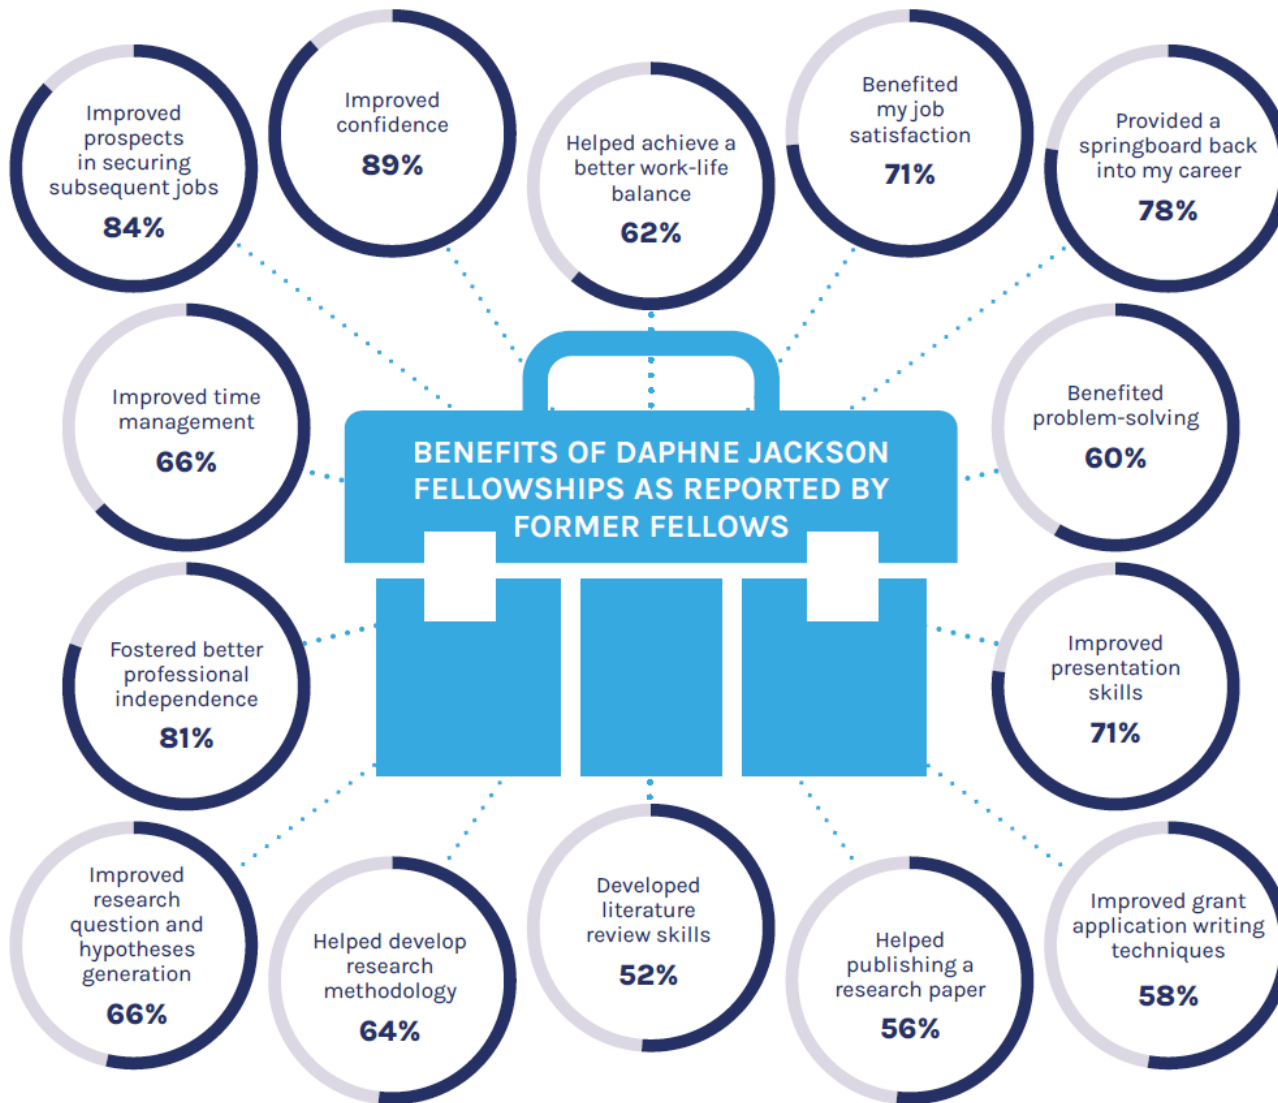 Improved
prospects
in securing
subsequent jobs
84%
Improved
confidence
89%
Helped achieve a
better work-life
balance
62%
Benefited
my job
satisfaction
71%
Provided a
springboard back
into my career
78%
Improved time
management
66%
BENEFITS OF DAPHNE JACKSON
FELLOWSHIPS AS REPORTED BY
FORMER FELLOWS
Benefited
problem-solving
60%
Fostered better
professional
independence
81%
Improved
presentation
skills
71%
Improved
research
question and
hypotheses
generation
66%
Helped develop
research
methodology
64%
Developed
literature
review skills
52%
Helped
publishing a
research paper
56%
Improved grant
application writing
techniques
58%